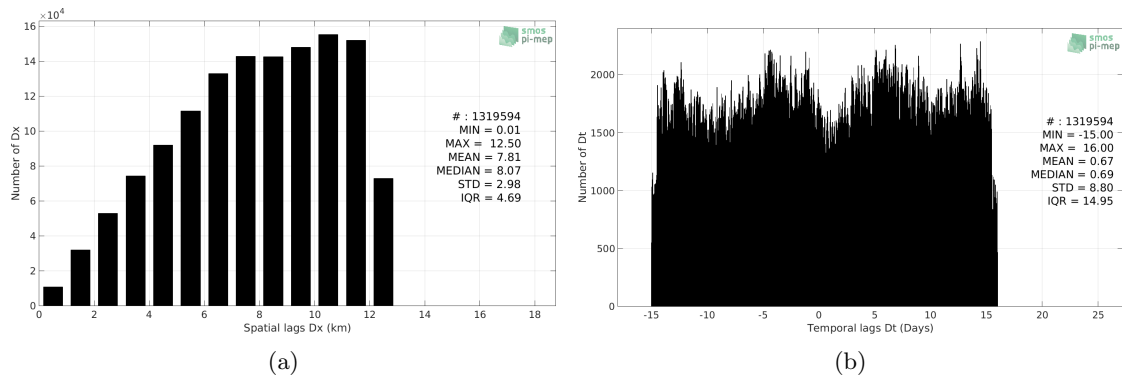 ×10⁴
16
14
12
10
8
6
4
2
0
Number of Dx
smos
pi-mep
# : 1319594
MIN = 0.01
MAX = 12.50
MEAN = 7.81
MEDIAN = 8.07
STD = 2.98
IQR = 4.69
0 2 4 6 8 10 12 14 16 18
Spatial lags Dx (km)
(a)
2000
1500
1000
500
0
Number of Dt
smos
pi-mep
# : 1319594
MIN = -15.00
MAX = 16.00
MEAN = 0.67
MEDIAN = 0.69
STD = 8.80
IQR = 14.95
-15 -10 -5 0 5 10 15 20 25
Temporal lags Dt (Days)
(b)